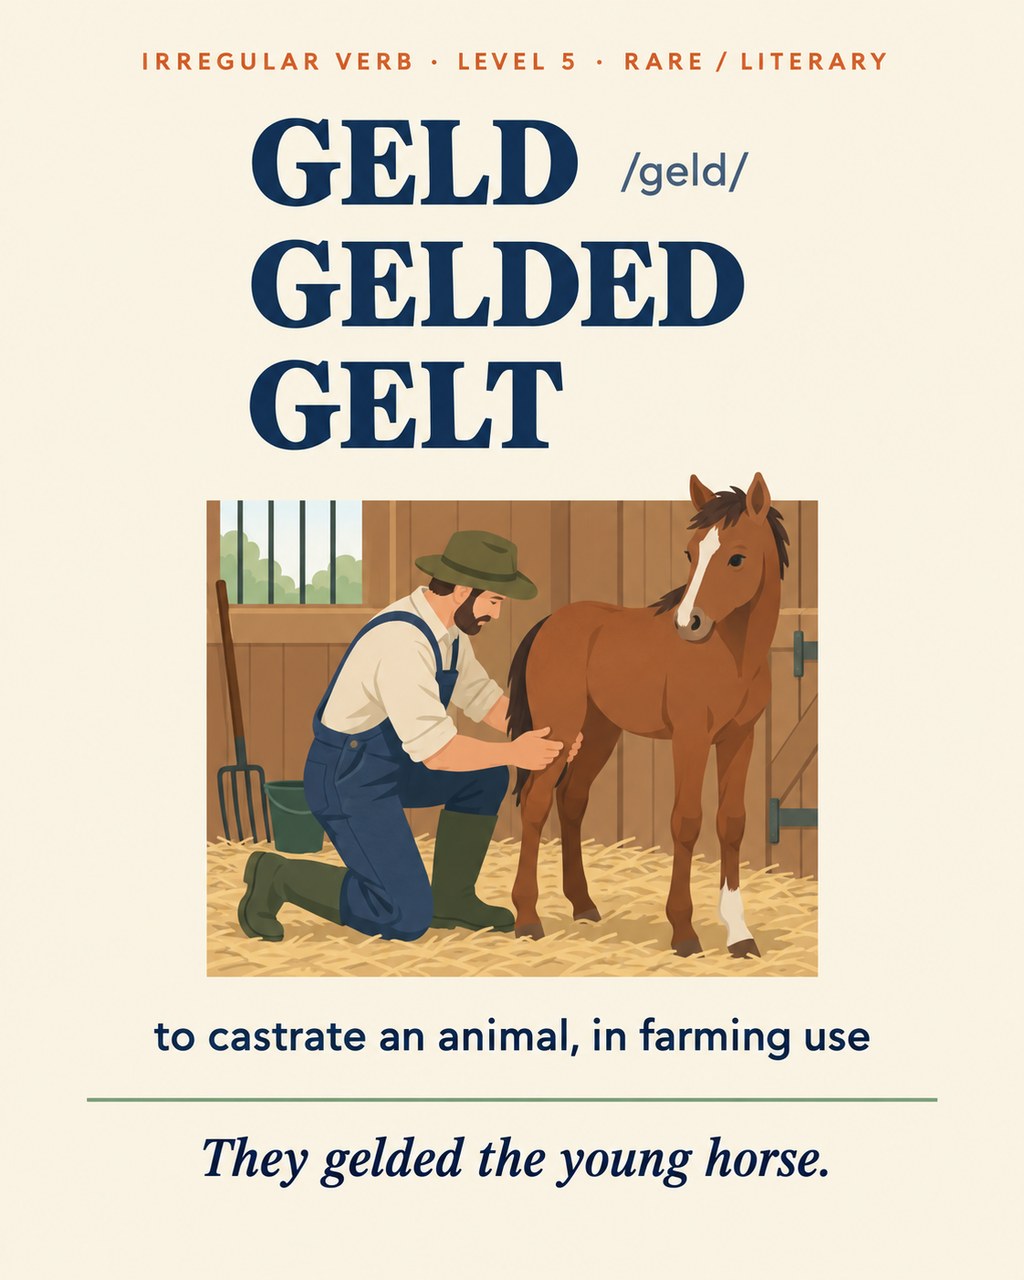 IRREGULAR VERB · LEVEL 5 · RARE / LITERARY
GELD /geld/
GELDED
GELT
to castrate an animal, in farming use
They gelded the young horse.